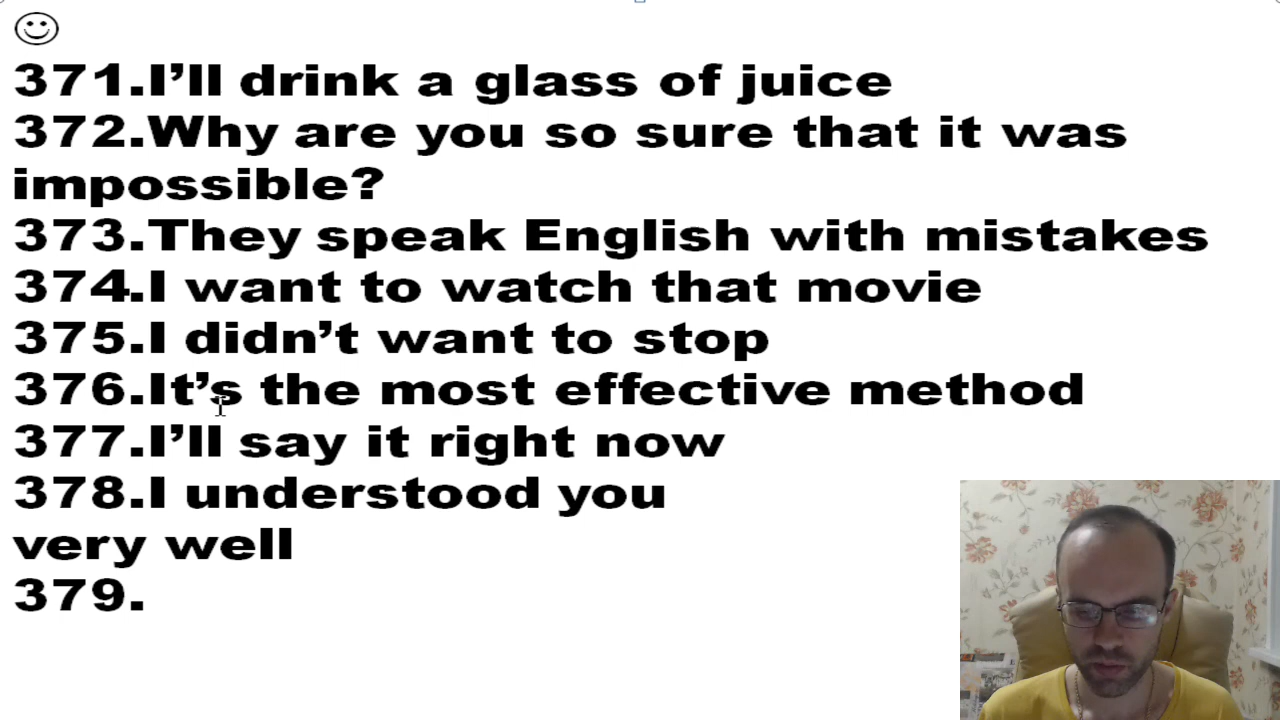 371.I’ll drink a glass of juice
372.Why are you so sure that it was
impossible?
373.They speak English with mistakes
374.I want to watch that movie
375.I didn’t want to stop
376.It’s the most effective method
377.I’ll say it right now
378.I understood you
very well
379.